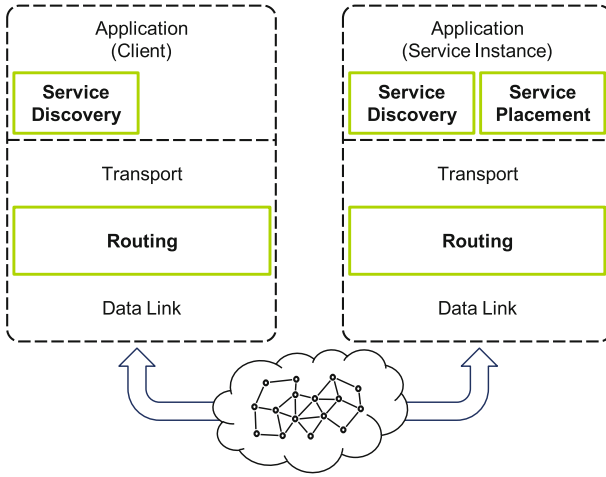 Application
(Client)
Service
Discovery
Transport
Routing
Data Link
Application
(Service Instance)
Service
Discovery
Service
Placement
Transport
Routing
Data Link